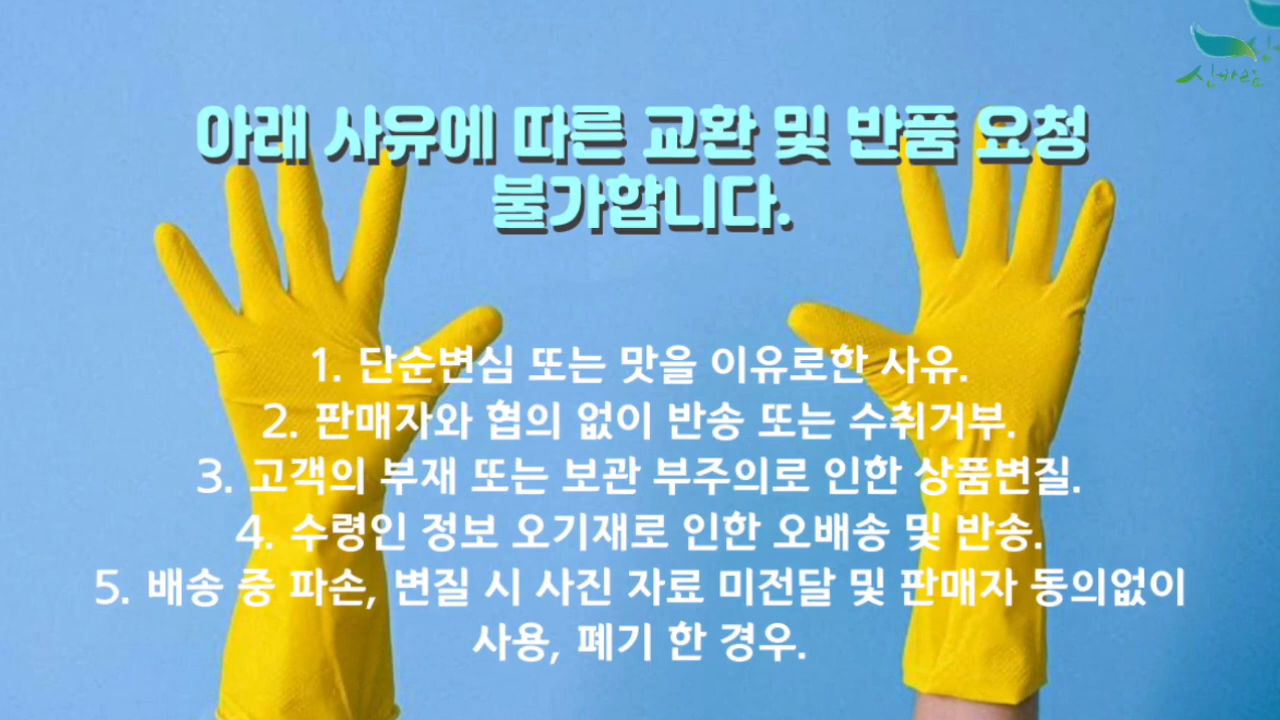 아래 사유에 따른 교환 및 반품 요청
불가합니다.
1. 단순변심 또는 맛을 이유로한 사유.
2. 판매자와 협의 없이 반송 또는 수취거부.
3. 고객의 부재 또는 보관 부주의로 인한 상품변질.
4. 수령인 정보 오기재로 인한 오배송 및 반송.
5. 배송 중 파손, 변질 시 사진 자료 미전달 및 판매자 동의없이
사용, 폐기 한 경우.